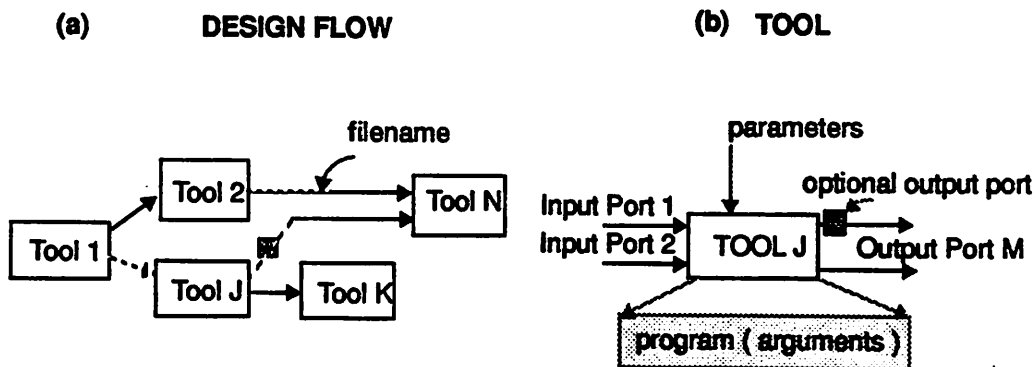 (a) DESIGN FLOW
filename
Tool 2
Tool N
Tool 1
Tool J
Tool K
(b) TOOL
parameters
optional output port
Input Port 1
Input Port 2
TOOL J
Output Port M
program ( arguments )